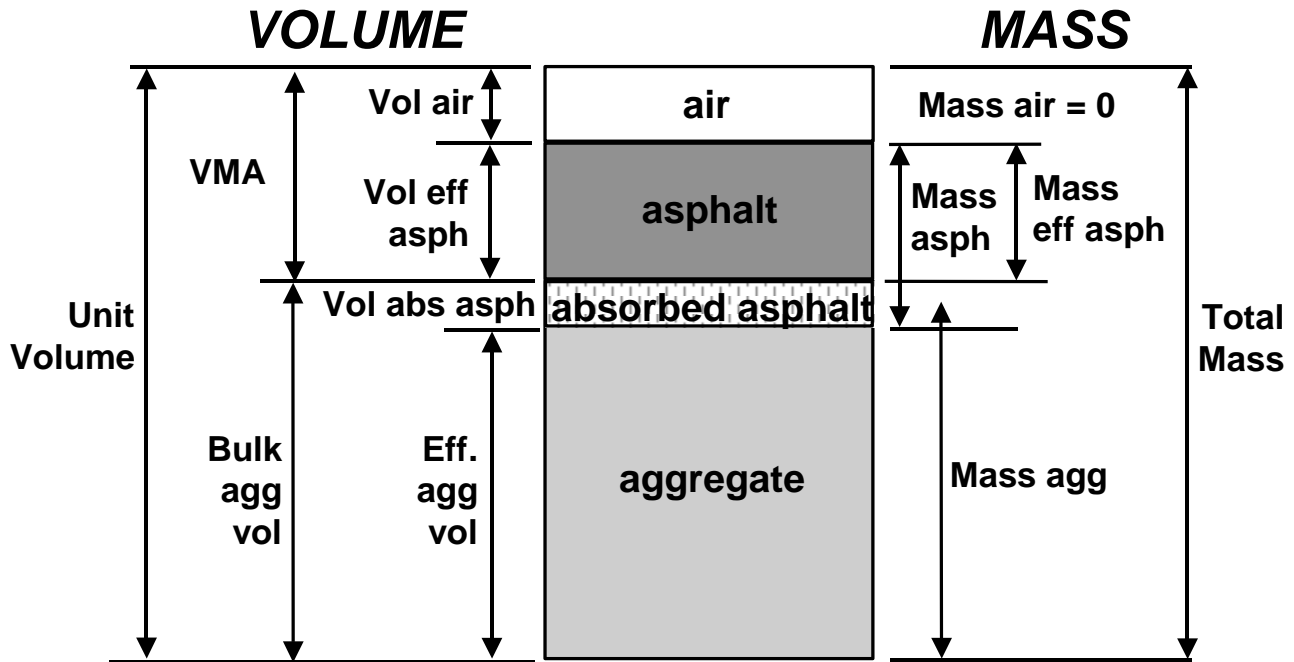 VOLUME
MASS
Vol air
air
Mass air = 0
VMA
Vol eff
asph
asphalt
Mass
asph
Mass
eff asph
Unit
Volume
Vol abs asph
absorbed asphalt
Total
Mass
Bulk
agg
vol
Eff.
agg
vol
aggregate
Mass agg